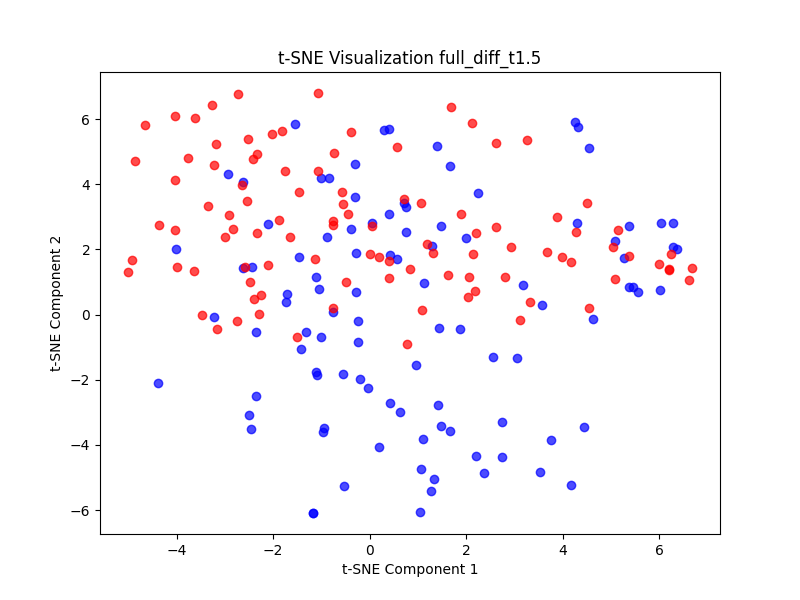 t-SNE Visualization full_diff_t1.5
6
4
2
0
−2
−4
−6
t-SNE Component 2
−4 −2 0 2 4 6
t-SNE Component 1